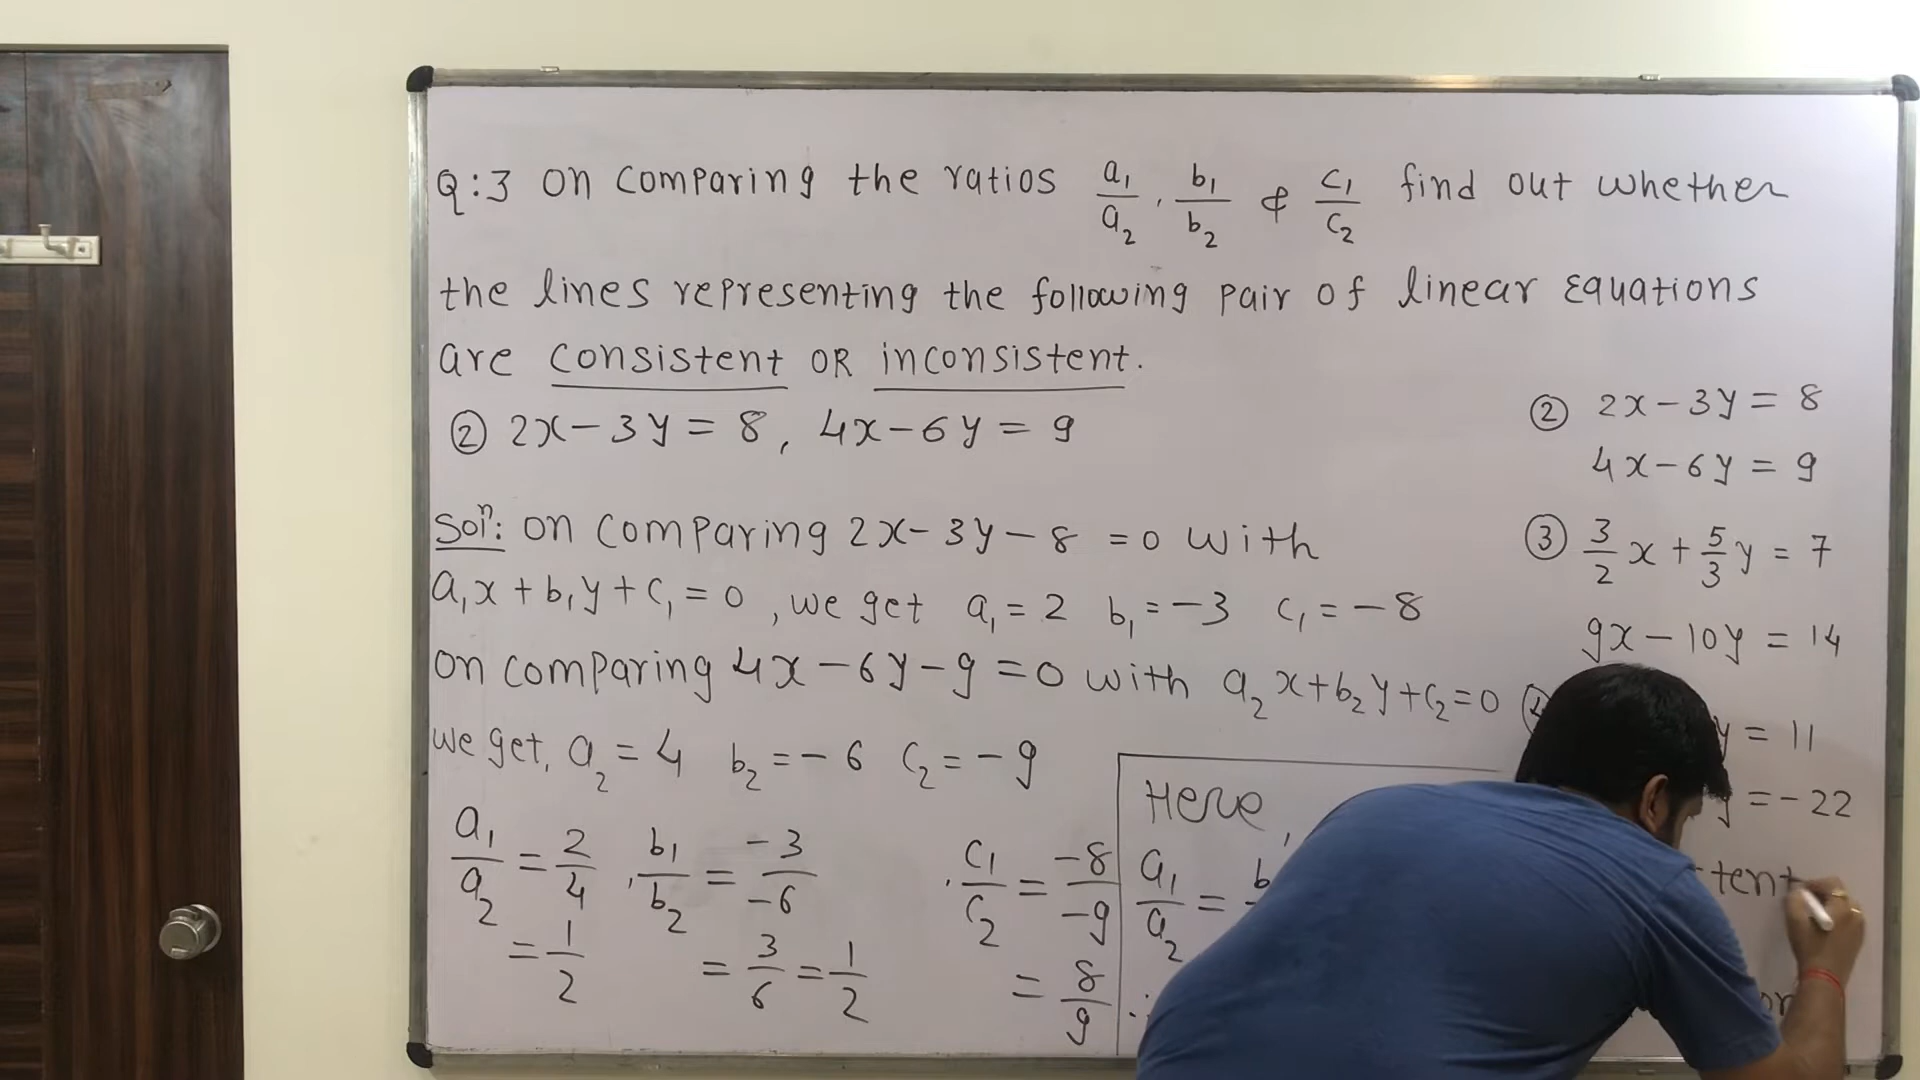 Q:3 on comparing the ratios a₁/a₂, b₁/b₂ & c₁/c₂ find out whether
the lines representing the following pair of linear Equations
are consistent OR inconsistent.
② 2x-3y = 8, 4x-6y = 9
Solⁿ: on comparing 2x-3y-8 =0 with
a₁x+b₁y+c₁=0, we get a₁=2 b₁=-3 c₁=-8
on comparing 4x-6y-9=0 with a₂x+b₂y+c₂=0
we get, a₂=4 b₂=-6 c₂=-9
a₁/a₂ = 2/4, b₁/b₂ = -3/-6, c₁/c₂ = -8/-9
= 1/2 = 3/6 = 1/2 = 8/9
Here,
a₁/a₂ = b
∴
② 2x-3y = 8
4x-6y = 9
③ 3/2 x + 5/3 y = 7
9x-10y = 14
y = 11
y = -22
tent